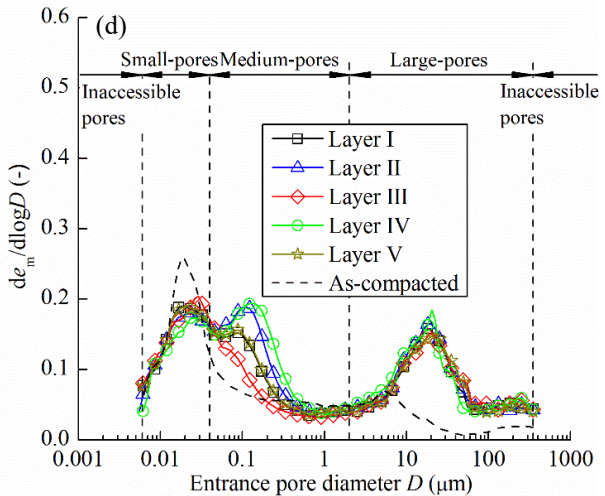 (d)
0.6
Small-pores
Medium-pores
Large-pores
Inaccessible
pores
Inaccessible
pores
0.5
0.4
0.3
0.2
0.1
0.0
de_m/dlogD (-)
Layer I
Layer II
Layer III
Layer IV
Layer V
As-compacted
0.001 0.01 0.1 1 10 100 1000
Entrance pore diameter D (μm)